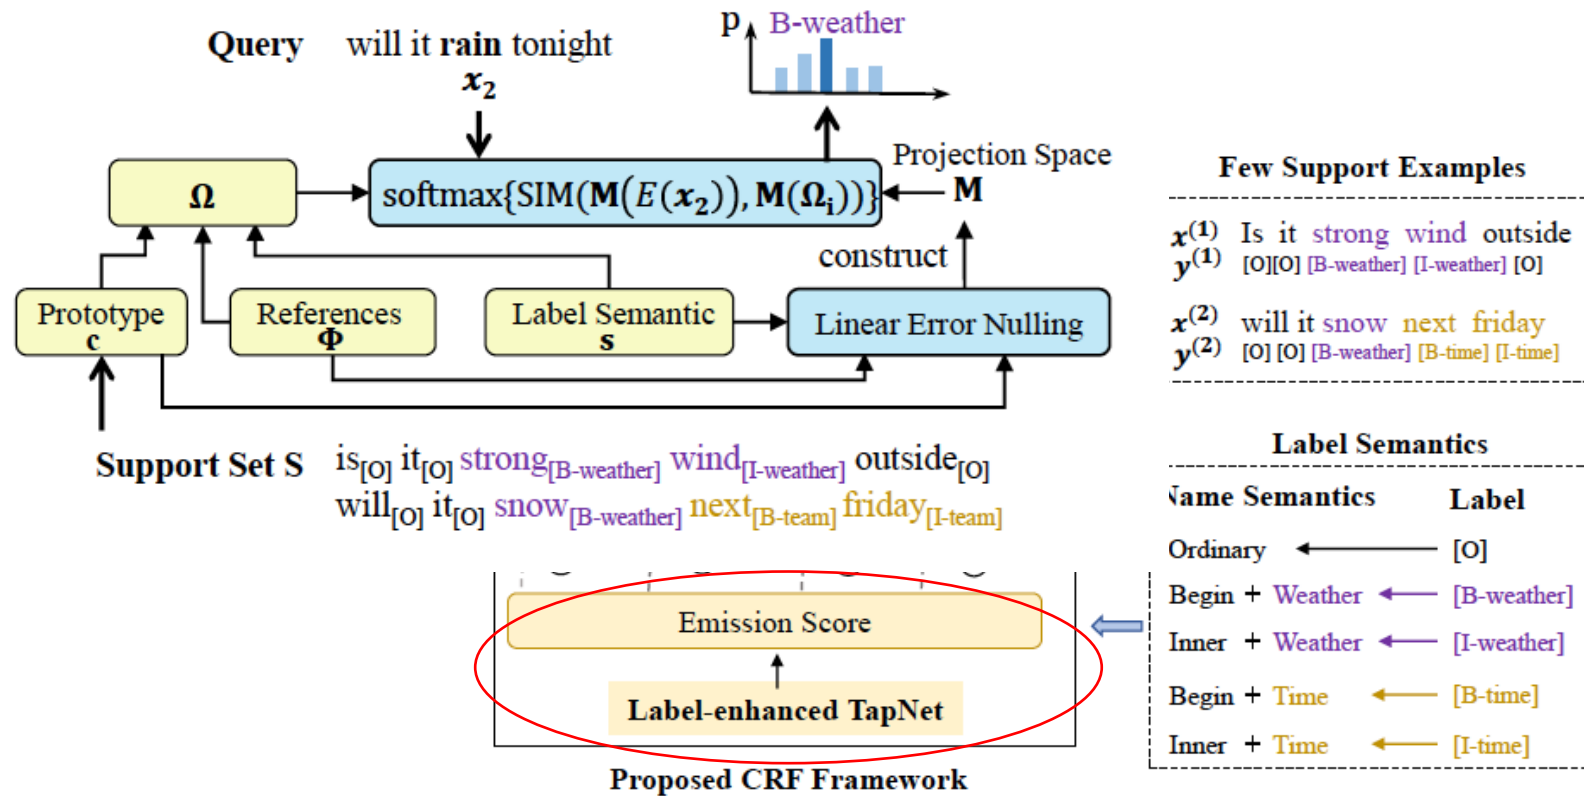 Query will it rain tonight
x₂
p B-weather
Ω
softmax{SIM(M(E(x₂)), M(Ωᵢ))}
Projection Space
M
construct
Prototype
c
References
Φ
Label Semantic
s
Linear Error Nulling
Support Set S is[O] it[O] strong[B-weather] wind[I-weather] outside[O]
will[O] it[O] snow[B-weather] next[B-team] friday[I-team]
Emission Score
Label-enhanced TapNet
Proposed CRF Framework
Few Support Examples
x⁽¹⁾ Is it strong wind outside
y⁽¹⁾ [O][O] [B-weather] [I-weather] [O]
x⁽²⁾ will it snow next friday
y⁽²⁾ [O] [O] [B-weather] [B-time] [I-time]
Label Semantics
Name Semantics Label
Ordinary [O]
Begin + Weather [B-weather]
Inner + Weather [I-weather]
Begin + Time [B-time]
Inner + Time [I-time]